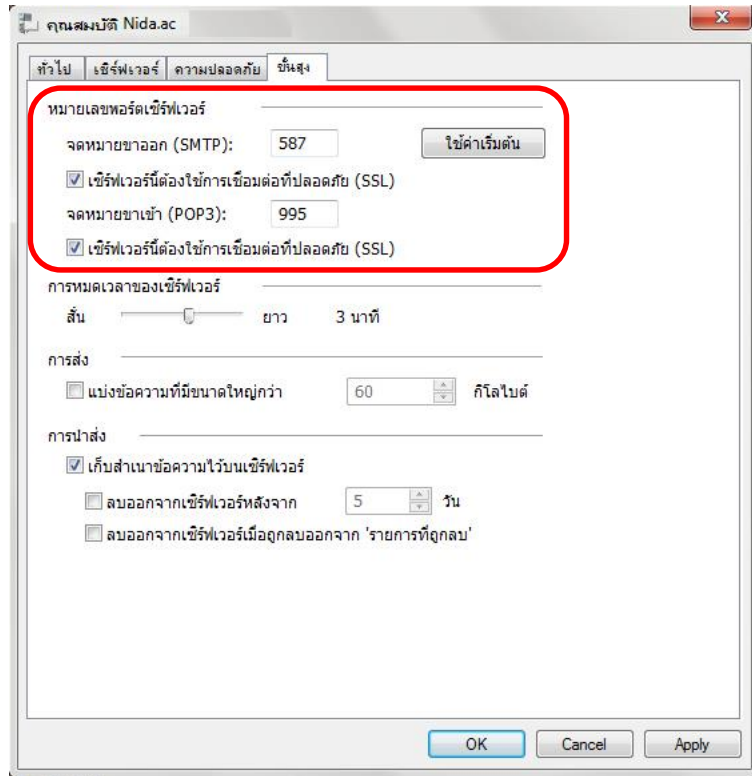 คุณสมบัติ Nida.ac
ทั่วไป เซิร์ฟเวอร์ ความปลอดภัย ขั้นสูง
หมายเลขพอร์ตเซิร์ฟเวอร์
จดหมายขาออก (SMTP): 587 ใช้ค่าเริ่มต้น
เซิร์ฟเวอร์นี้ต้องใช้การเชื่อมต่อที่ปลอดภัย (SSL)
จดหมายขาเข้า (POP3): 995
เซิร์ฟเวอร์นี้ต้องใช้การเชื่อมต่อที่ปลอดภัย (SSL)
การหมดเวลาของเซิร์ฟเวอร์
สั้น ยาว 3 นาที
การส่ง
แบ่งข้อความที่มีขนาดใหญ่กว่า 60 กิโลไบต์
การนำส่ง
เก็บสำเนาข้อความไว้บนเซิร์ฟเวอร์
ลบออกจากเซิร์ฟเวอร์หลังจาก 5 วัน
ลบออกจากเซิร์ฟเวอร์เมื่อถูกลบออกจาก 'รายการที่ถูกลบ'
OK Cancel Apply